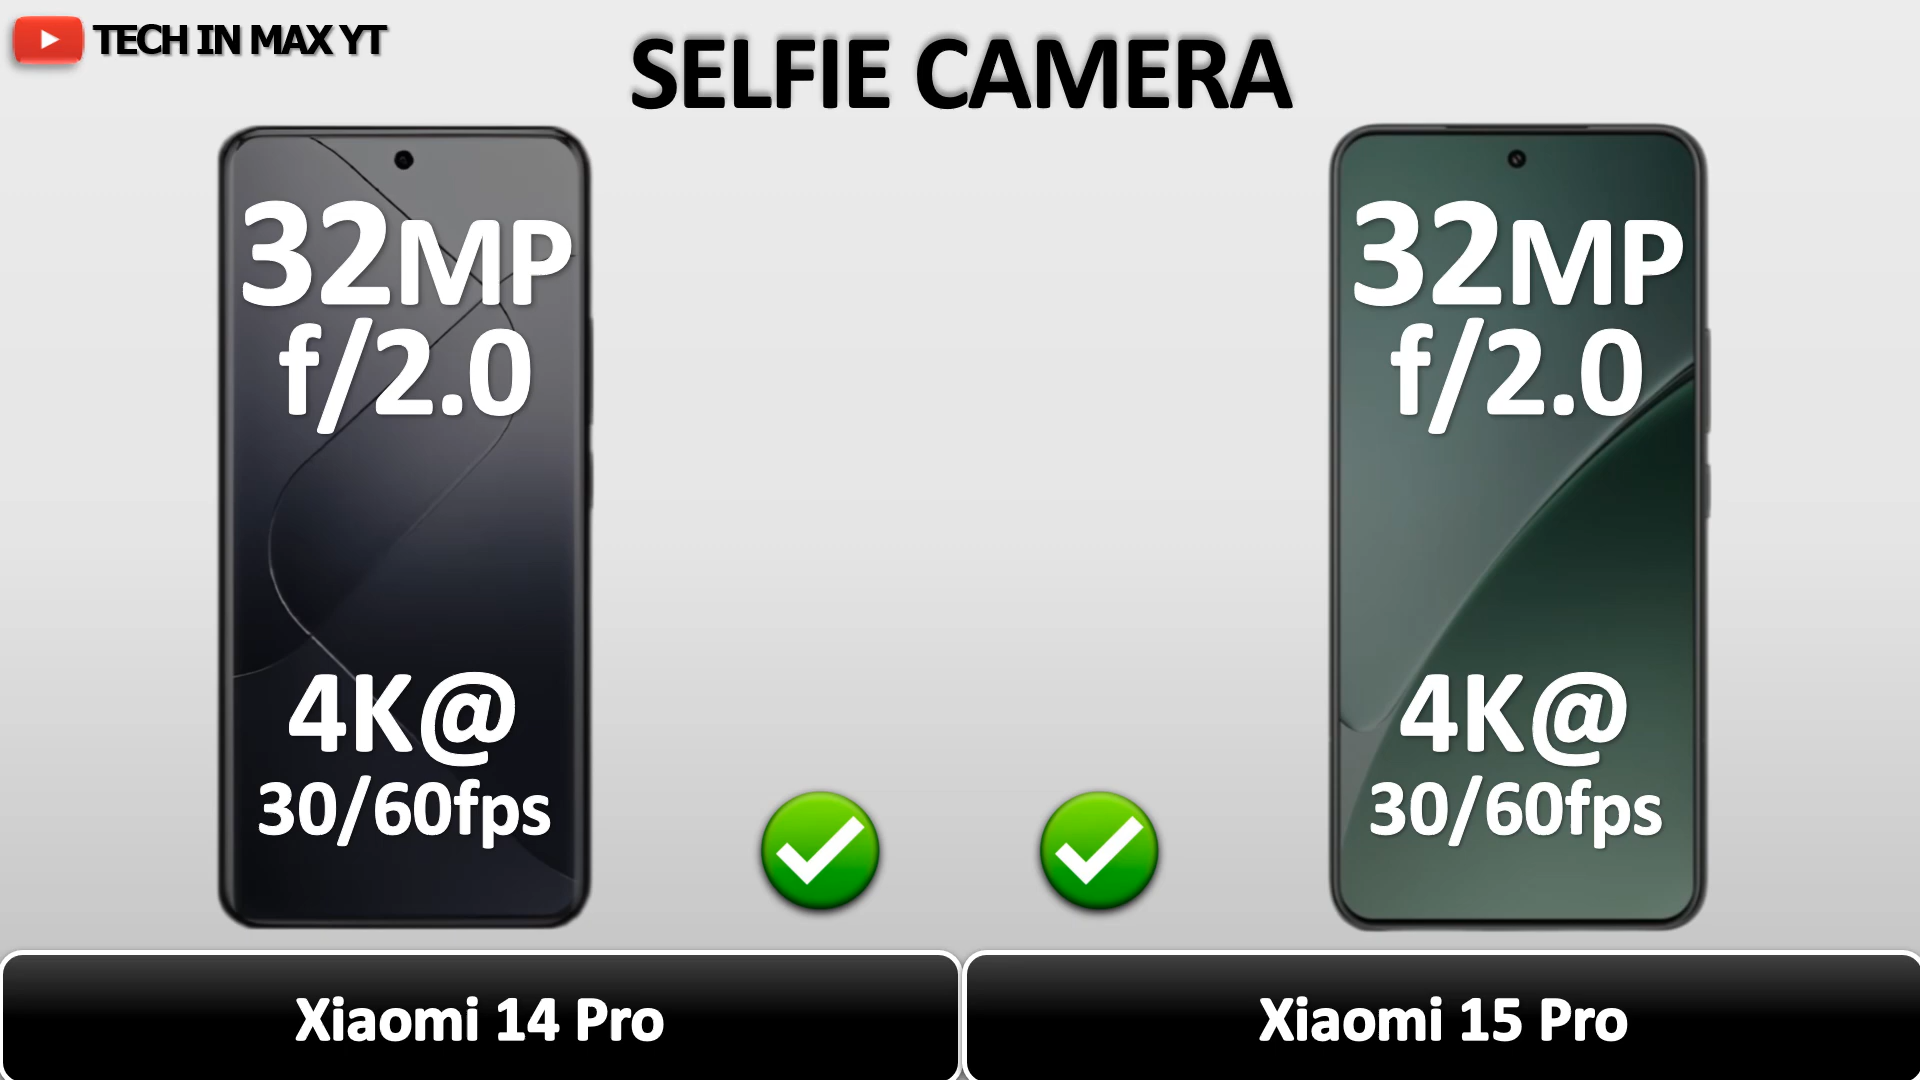 TECH IN MAX YT
SELFIE CAMERA
32MP
f/2.0
4K@
30/60fps
32MP
f/2.0
4K@
30/60fps
Xiaomi 14 Pro
Xiaomi 15 Pro